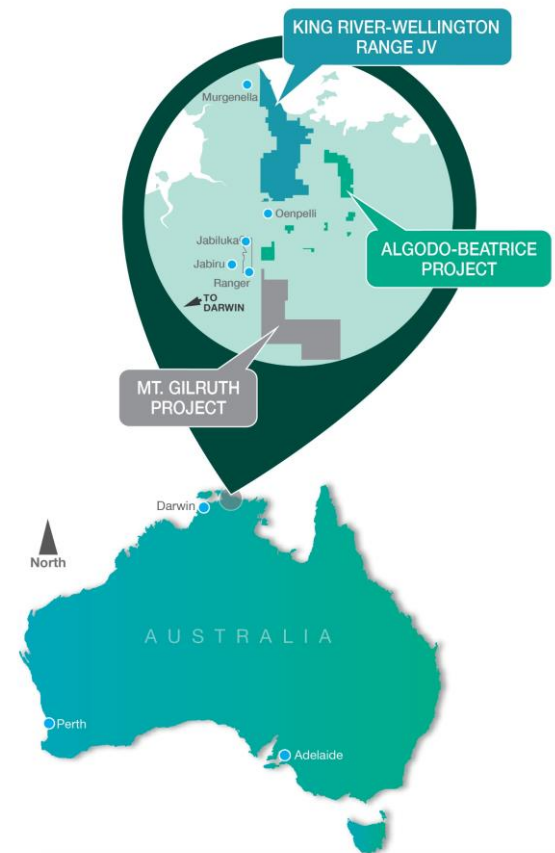 KING RIVER-WELLINGTON
RANGE JV
Murgenella
Oenpelli
ALGODO-BEATRICE
PROJECT
Jabiluka
Jabiru
Ranger
TO
DARWIN
MT. GILRUTH
PROJECT
Darwin
North
AUSTRALIA
Perth
Adelaide